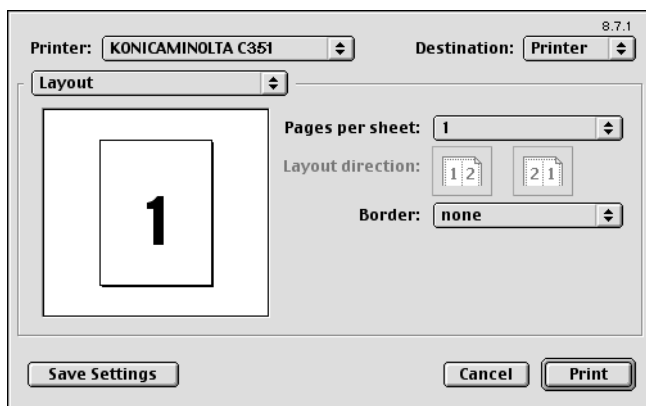 8.7.1
Printer: KONICAMINOLTA C351 Destination: Printer
Layout
Pages per sheet: 1
Layout direction: 1 2 2 1
Border: none
1
Save Settings Cancel Print